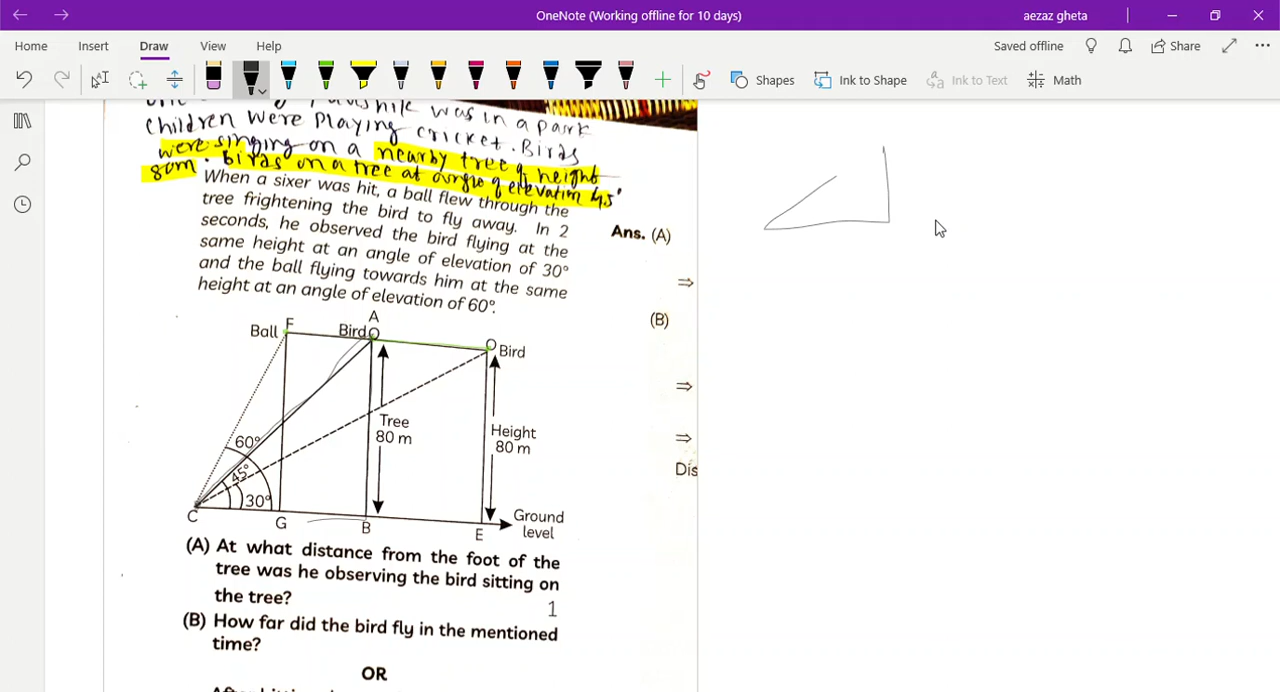 OneNote (Working offline for 10 days)
aezaz gheta
Home Insert Draw View Help
Saved offline
Share
Shapes
Ink to Shape
Ink to Text
Math
was in a park
children were Playing cricket. Birds
were singing on a nearby tree of height
80m. birds on a tree at angle of elevation 45°
When a sixer was hit, a ball flew through the
tree frightening the bird to fly away. In 2
seconds, he observed the bird flying at the
same height at an angle of elevation of 30°
and the ball flying towards him at the same
height at an angle of elevation of 60°.
Ans. (A)
⇒
(B)
⇒
⇒
Dis
F
A
Ball
Bird
Bird
Tree
80 m
Height
80 m
60°
45°
30°
C
G
B
E
Ground
level
(A) At what distance from the foot of the
tree was he observing the bird sitting on
the tree?
1
(B) How far did the bird fly in the mentioned
time?
OR